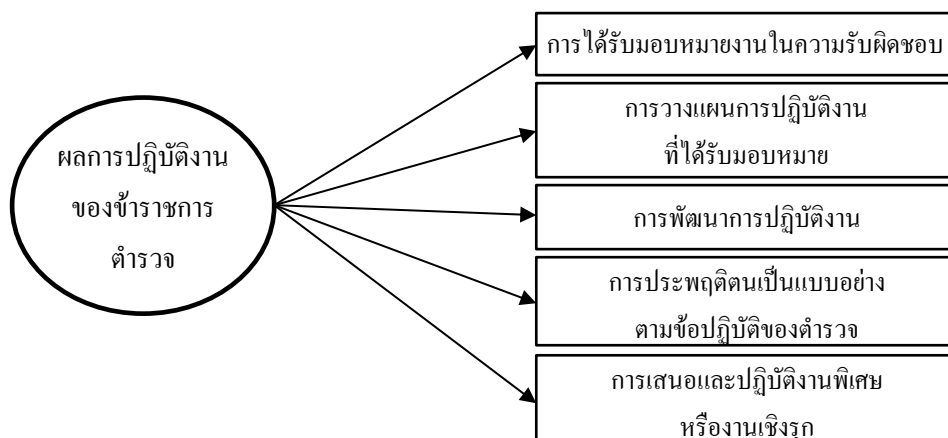 ผลการปฏิบัติงาน
ของข้าราชการ
ตำรวจ
การได้รับมอบหมายงานในความรับผิดชอบ
การวางแผนการปฏิบัติงาน
ที่ได้รับมอบหมาย
การพัฒนาการปฏิบัติงาน
การประพฤติตนเป็นแบบอย่าง
ตามข้อปฏิบัติของตำรวจ
การเสนอและปฏิบัติงานพิเศษ
หรืองานเชิงรุก